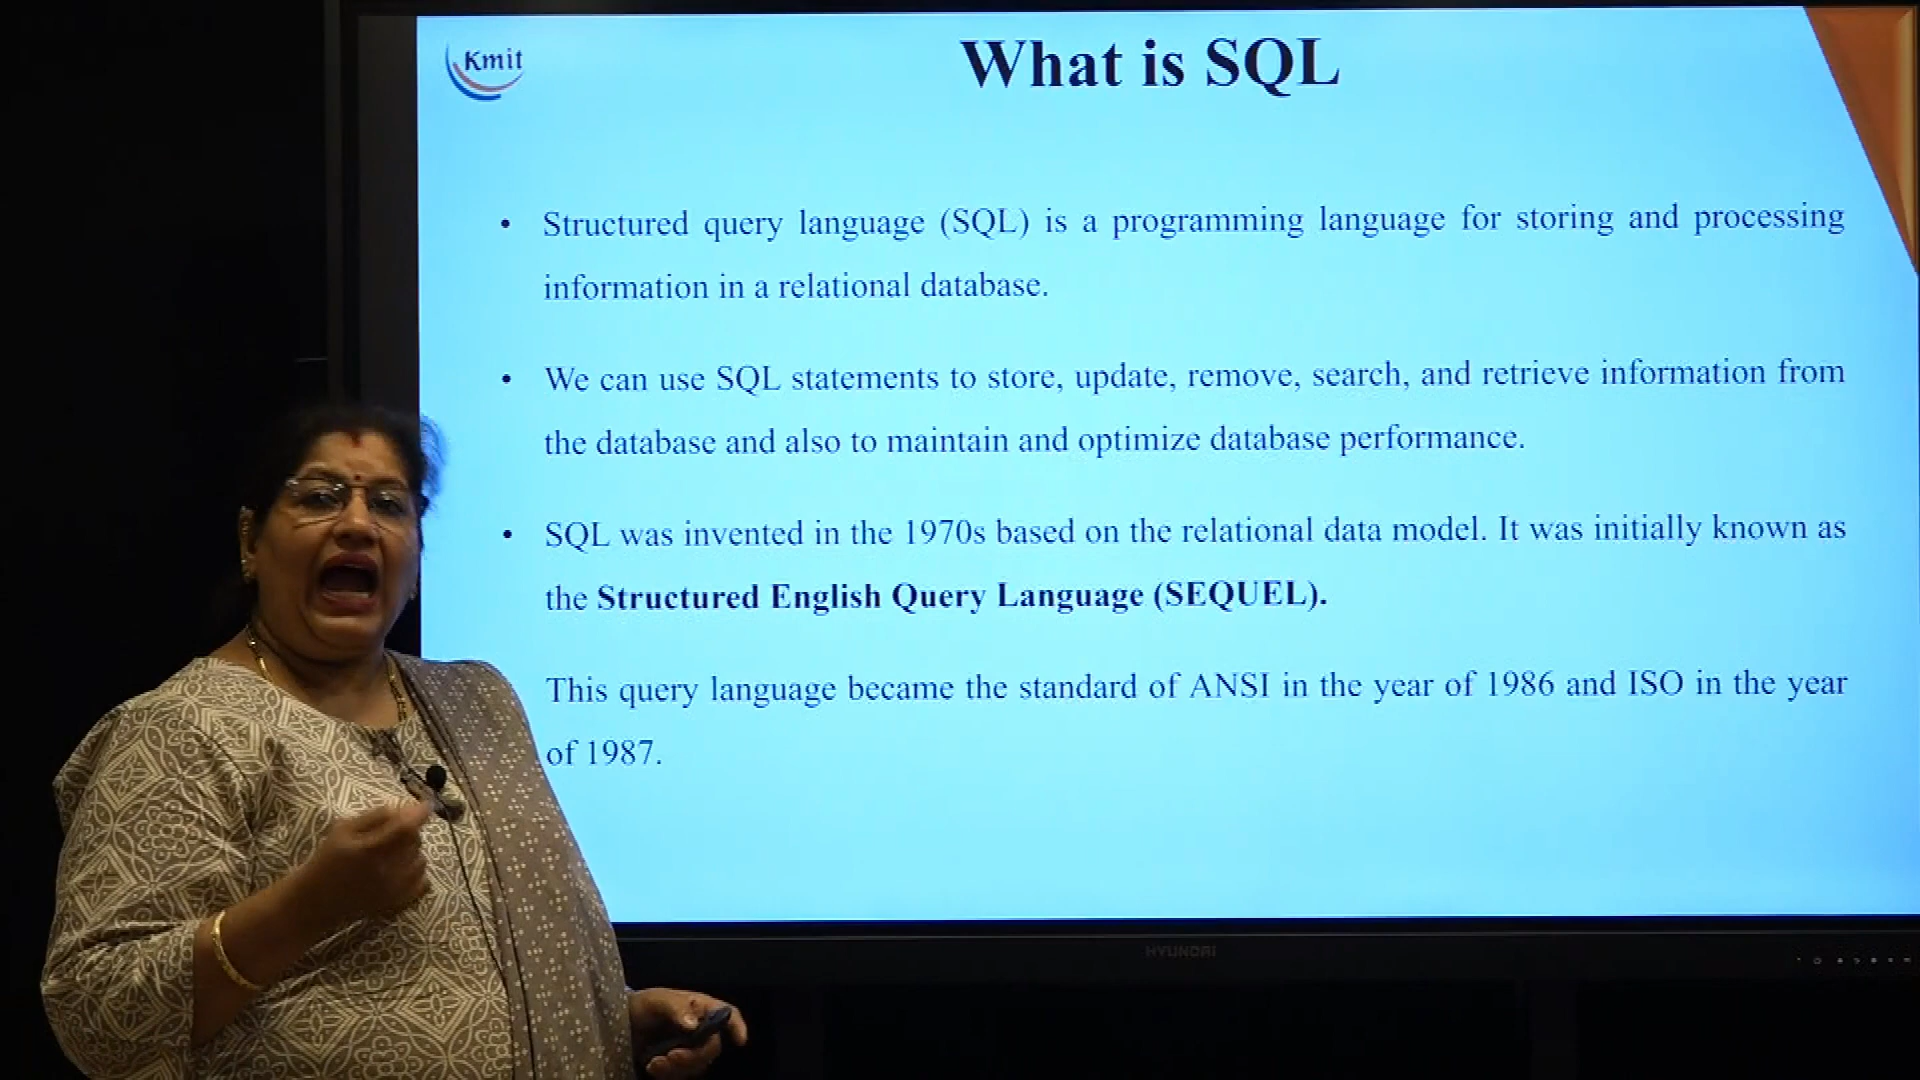 Kmit
What is SQL
• Structured query language (SQL) is a programming language for storing and processing
information in a relational database.
• We can use SQL statements to store, update, remove, search, and retrieve information from
the database and also to maintain and optimize database performance.
• SQL was invented in the 1970s based on the relational data model. It was initially known as
the Structured English Query Language (SEQUEL).
This query language became the standard of ANSI in the year of 1986 and ISO in the year
of 1987.
HYUNDAI